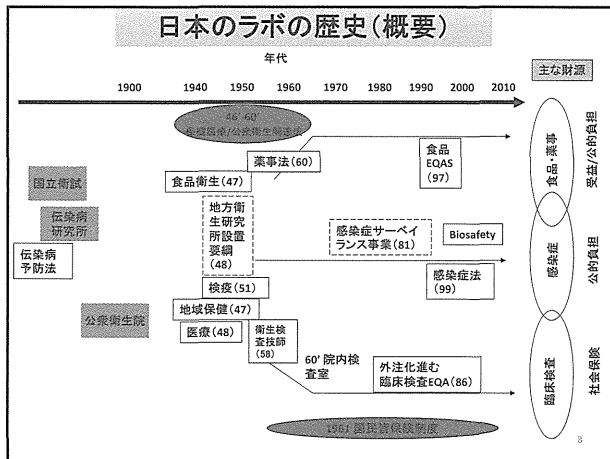 日本のラボの歴史(概要)
年代
主な財源
1900
1940
1950
1960
1970
1980
1990
2000
2010
46'-60'
薬事法(60)
食品
EQAS
(97)
食品・薬事
受益/公的負担
国立衛試
食品衛生(47)
伝染病
研究所
地方衛
生研究
所設置
要綱
(48)
感染症サーベイ
ランス事業(81)
Biosafety
伝染病
予防法
感染症法
(99)
感染症
公的負担
検疫(51)
公衆衛生院
地域保健(47)
医療(48)
衛生検
査技師
(58)
60' 院内検
査室
外注化進む
臨床検査EQA(86)
臨床検査
社会保険
1961 国民皆保険制度
8